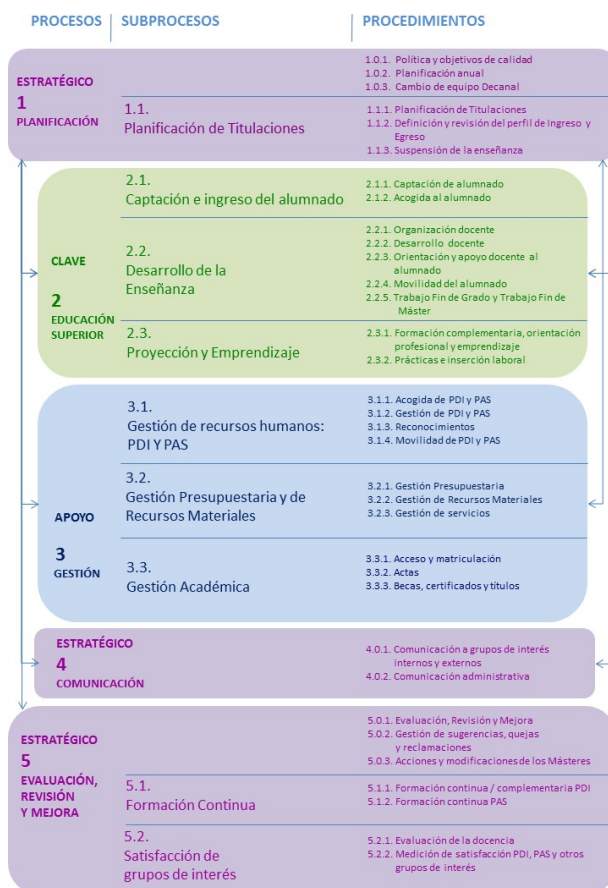 PROCESOS SUBPROCESOS PROCEDIMIENTOS
ESTRATÉGICO
1
PLANIFICACIÓN
1.0.1. Política y objetivos de calidad
1.0.2. Planificación anual
1.0.3. Cambio de equipo Decanal
1.1.
Planificación de Titulaciones
1.1.1. Planificación de Titulaciones
1.1.2. Definición y revisión del perfil de Ingreso y
Egreso
1.1.3. Suspensión de la enseñanza
CLAVE
2
EDUCACIÓN
SUPERIOR
2.1.
Captación e ingreso del alumnado
2.1.1. Captación de alumnado
2.1.2. Acogida al alumnado
2.2.
Desarrollo de la
Enseñanza
2.2.1. Organización docente
2.2.2. Desarrollo docente
2.2.3. Orientación y apoyo docente al
alumnado
2.2.4. Movilidad del alumnado
2.2.5. Trabajo Fin de Grado y Trabajo Fin de
Máster
2.3.
Proyección y Emprendizaje
2.3.1. Formación complementaria, orientación
profesional y emprendizaje
2.3.2. Prácticas e inserción laboral
APOYO
3
GESTIÓN
3.1.
Gestión de recursos humanos:
PDI Y PAS
3.1.1. Acogida de PDI y PAS
3.1.2. Gestión de PDI y PAS
3.1.3. Reconocimientos
3.1.4. Movilidad de PDI y PAS
3.2.
Gestión Presupuestaria y de
Recursos Materiales
3.2.1. Gestión Presupuestaria
3.2.2. Gestión de Recursos Materiales
3.2.3. Gestión de servicios
3.3.
Gestión Académica
3.3.1. Acceso y matriculación
3.3.2. Actas
3.3.3. Becas, certificados y títulos
ESTRATÉGICO
4
COMUNICACIÓN
4.0.1. Comunicación a grupos de interés
internos y externos
4.0.2. Comunicación administrativa
ESTRATÉGICO
5
EVALUACIÓN,
REVISIÓN
Y MEJORA
5.0.1. Evaluación, Revisión y Mejora
5.0.2. Gestión de sugerencias, quejas
y reclamaciones
5.0.3. Acciones y modificaciones de los Másteres
5.1.
Formación Continua
5.1.1. Formación continua / complementaria PDI
5.1.2. Formación continua PAS
5.2.
Satisfacción de
grupos de interés
5.2.1. Evaluación de la docencia
5.2.2. Medición de satisfacción PDI, PAS y otros
grupos de interés